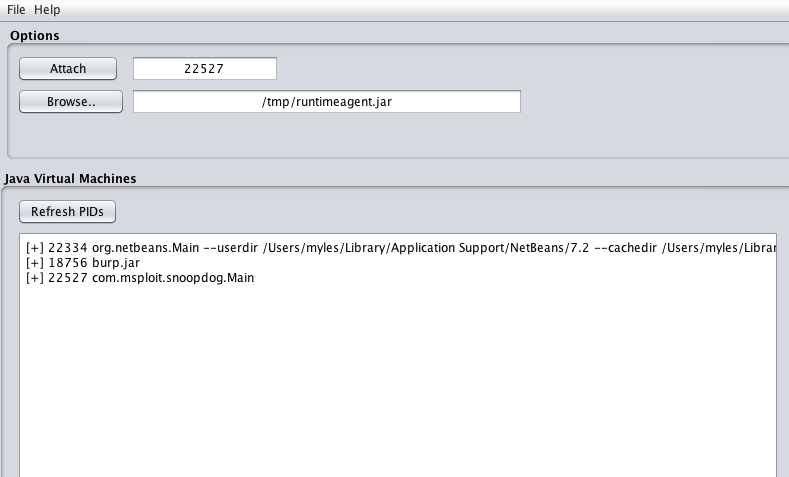 File Help
Options
Attach 22527
Browse.. /tmp/runtimeagent.jar
Java Virtual Machines
Refresh PIDs
[+] 22334 org.netbeans.Main --userdir /Users/myles/Library/Application Support/NetBeans/7.2 --cachedir /Users/myles/Librar
[+] 18756 burp.jar
[+] 22527 com.msploit.snoopdog.Main